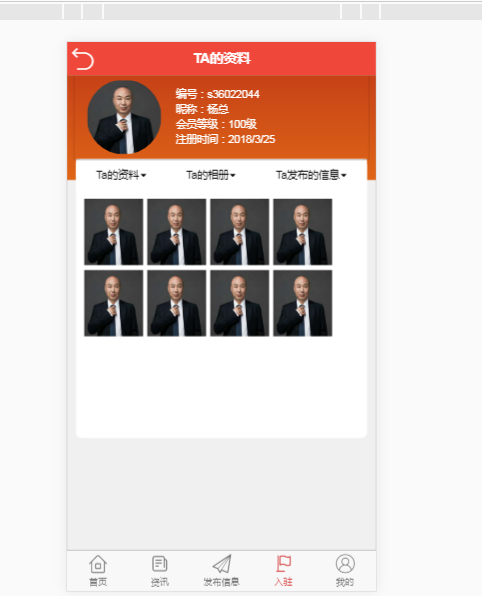 TA的资料
编号：s36022044
昵称：杨总
会员等级：100级
注册时间：2018/3/25
Ta的资料 Ta的相册 Ta发布的信息
首页 资讯 发布信息 入驻 我的